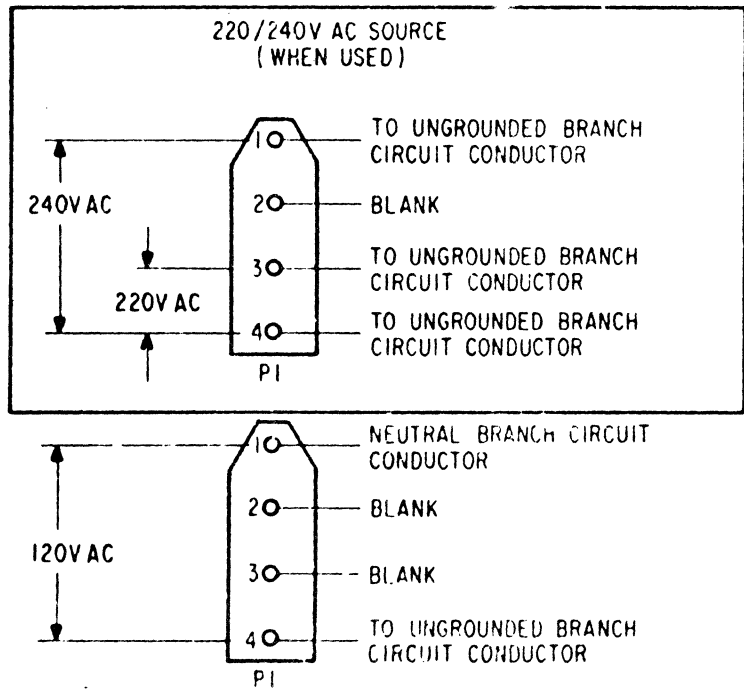 220/240V AC SOURCE
(WHEN USED)
1 TO UNGROUNDED BRANCH
CIRCUIT CONDUCTOR
240V AC
2 BLANK
3 TO UNGROUNDED BRANCH
CIRCUIT CONDUCTOR
220V AC
4 TO UNGROUNDED BRANCH
CIRCUIT CONDUCTOR
P1
1 NEUTRAL BRANCH CIRCUIT
CONDUCTOR
2 BLANK
120V AC
3 BLANK
4 TO UNGROUNDED BRANCH
CIRCUIT CONDUCTOR
P1